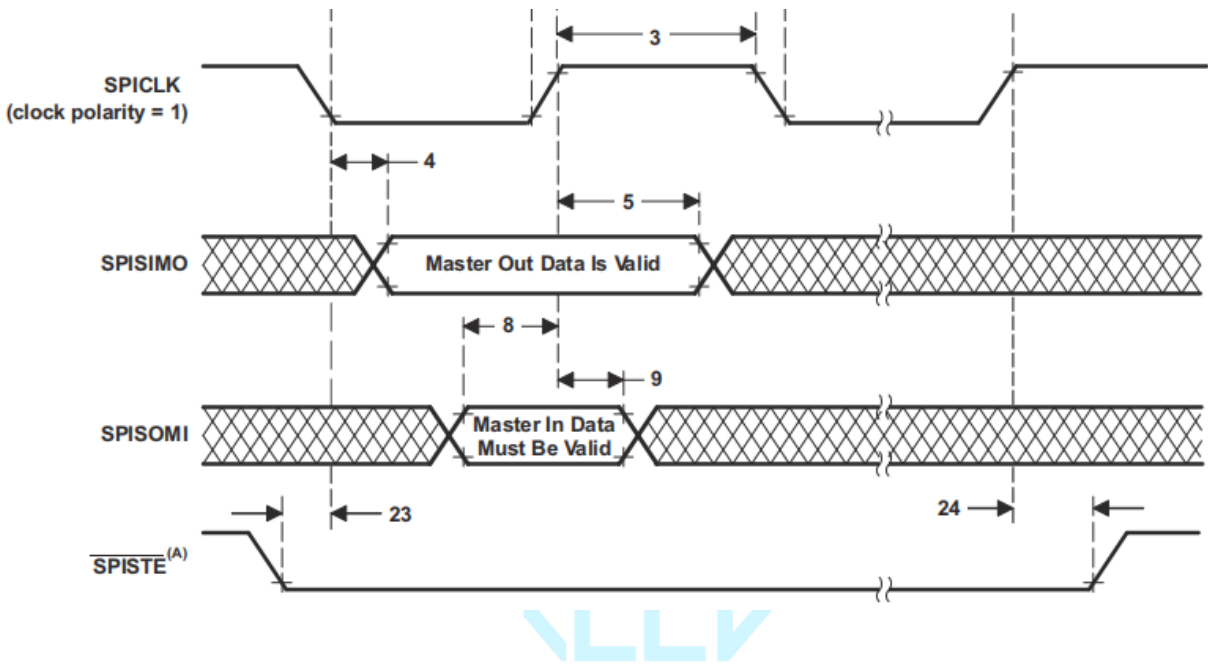 3
SPICLK
(clock polarity = 1)
4
5
SPISIMO
Master Out Data Is Valid
8
9
SPISOMI
Master In Data
Must Be Valid
23
24
SPISTE(A)